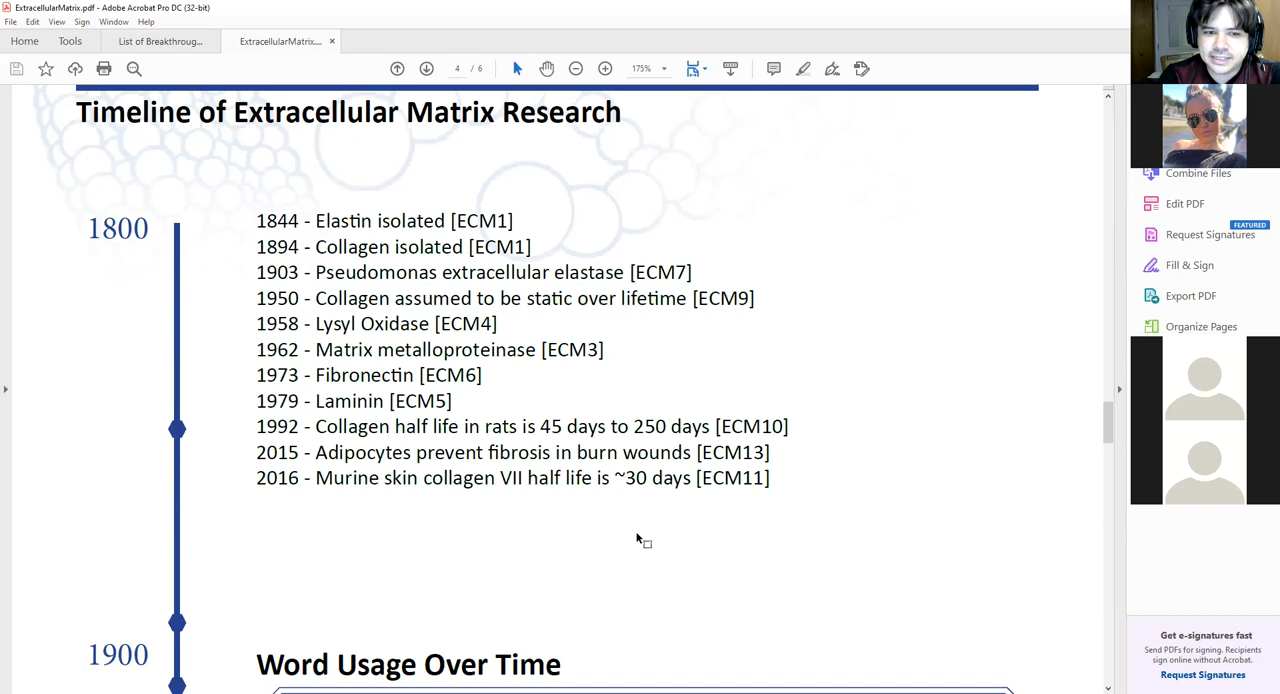 ExtracellularMatrix.pdf - Adobe Acrobat Pro DC (32-bit)
File Edit View Sign Window Help
Home Tools List of Breakthroug... ExtracellularMatrix.... ×
4 / 6 175%
Timeline of Extracellular Matrix Research
1800
1844 - Elastin isolated [ECM1]
1894 - Collagen isolated [ECM1]
1903 - Pseudomonas extracellular elastase [ECM7]
1950 - Collagen assumed to be static over lifetime [ECM9]
1958 - Lysyl Oxidase [ECM4]
1962 - Matrix metalloproteinase [ECM3]
1973 - Fibronectin [ECM6]
1979 - Laminin [ECM5]
1992 - Collagen half life in rats is 45 days to 250 days [ECM10]
2015 - Adipocytes prevent fibrosis in burn wounds [ECM13]
2016 - Murine skin collagen VII half life is ~30 days [ECM11]
1900
Word Usage Over Time
Combine Files
Edit PDF
FEATURED
Request Signatures
Fill & Sign
Export PDF
Organize Pages
Get e-signatures fast
Send PDFs for signing. Recipients
sign online without Acrobat.
Request Signatures